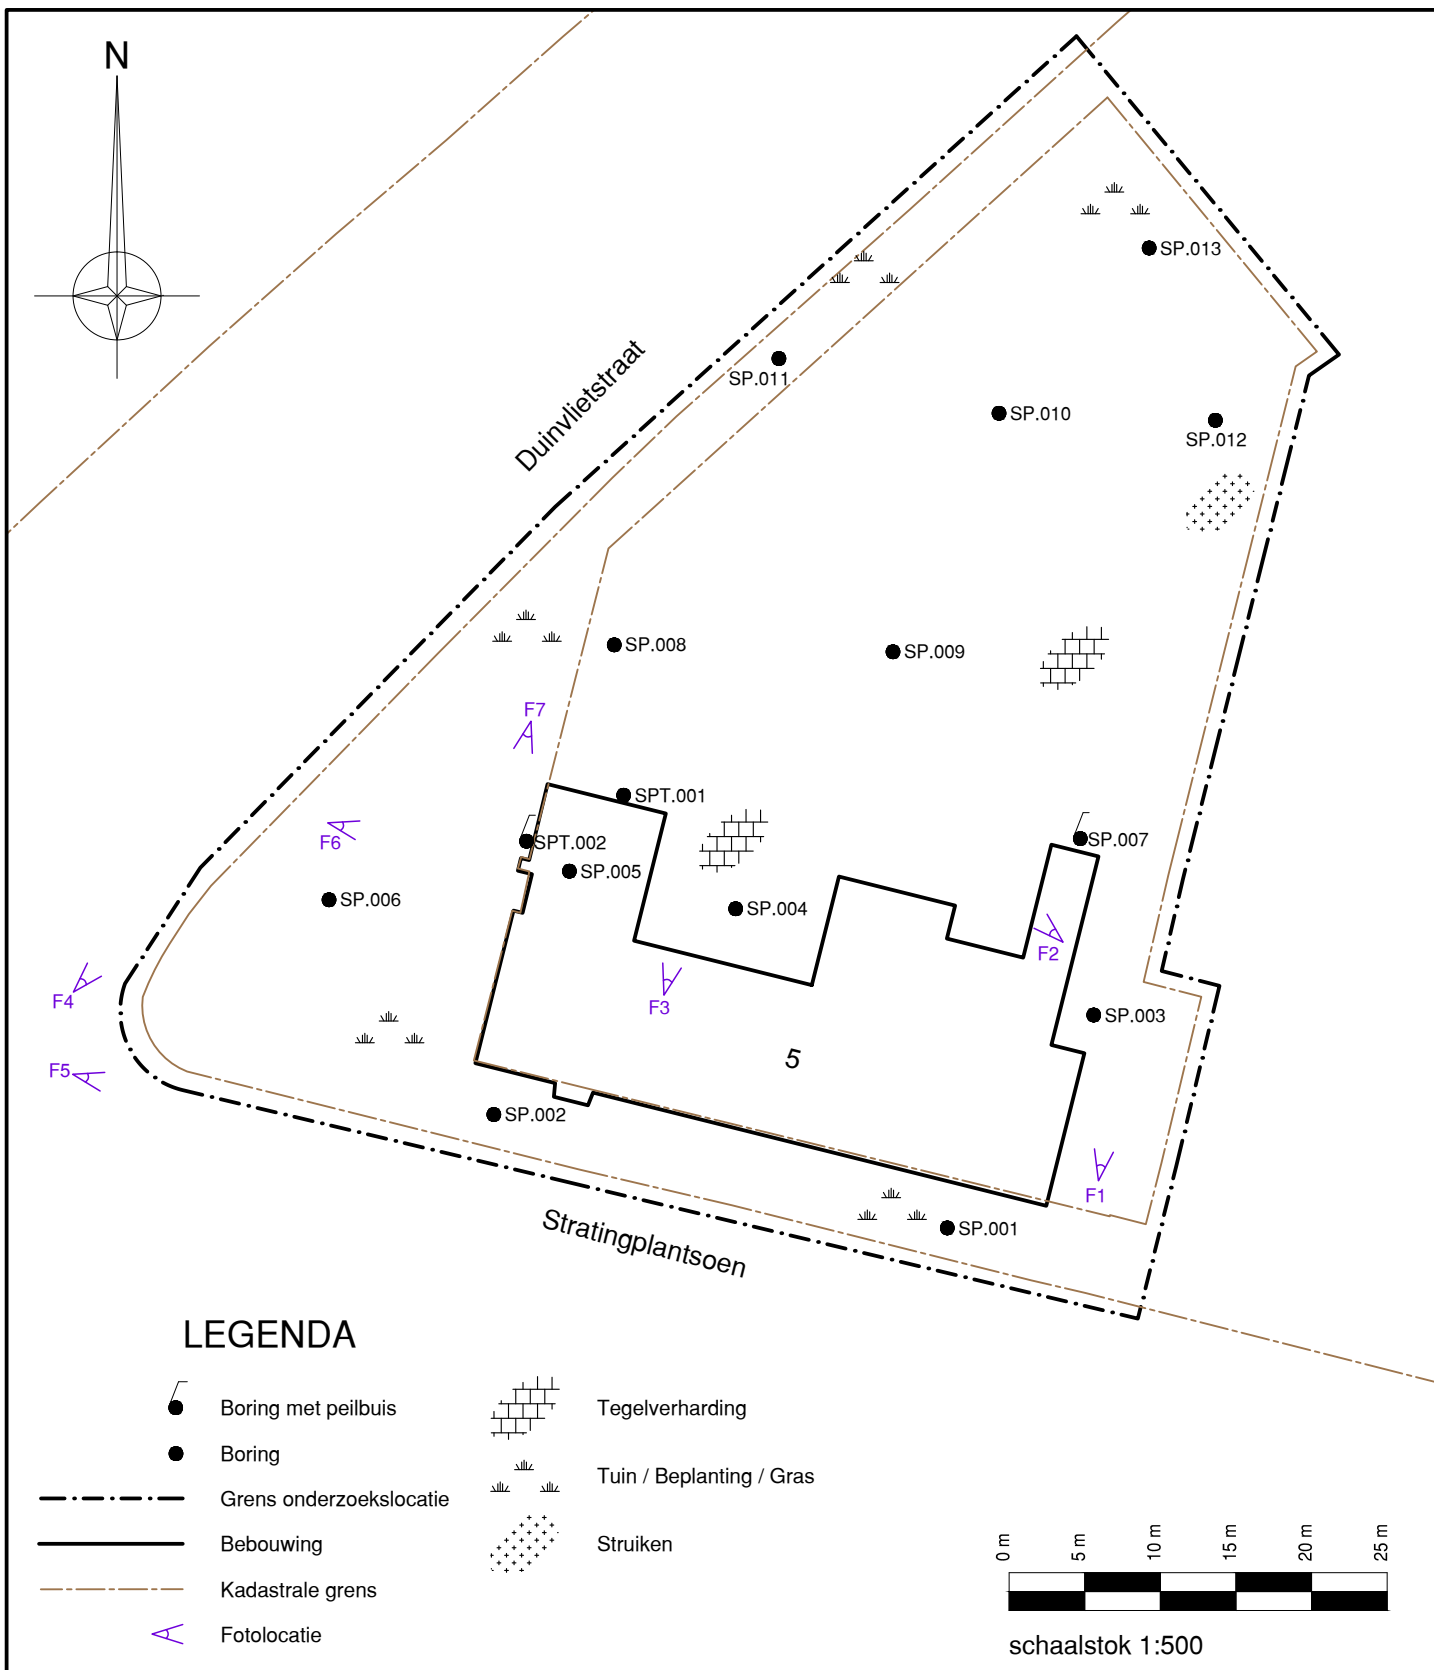 N
Duinvlietstraat
SP.013
SP.011
SP.010
SP.012
SP.008
SP.009
F7
SPT.001
SPT.002
SP.007
F6
SP.005
SP.006
SP.004
F2
F4
F3
SP.003
5
F5
SP.002
F1
SP.001
Stratingplantsoen
LEGENDA
Boring met peilbuis
Boring
Grens onderzoekslocatie
Bebouwing
Kadastrale grens
Fotolocatie
Tegelverharding
Tuin / Beplanting / Gras
Struiken
0 m
5 m
10 m
15 m
20 m
25 m
schaalstok 1:500